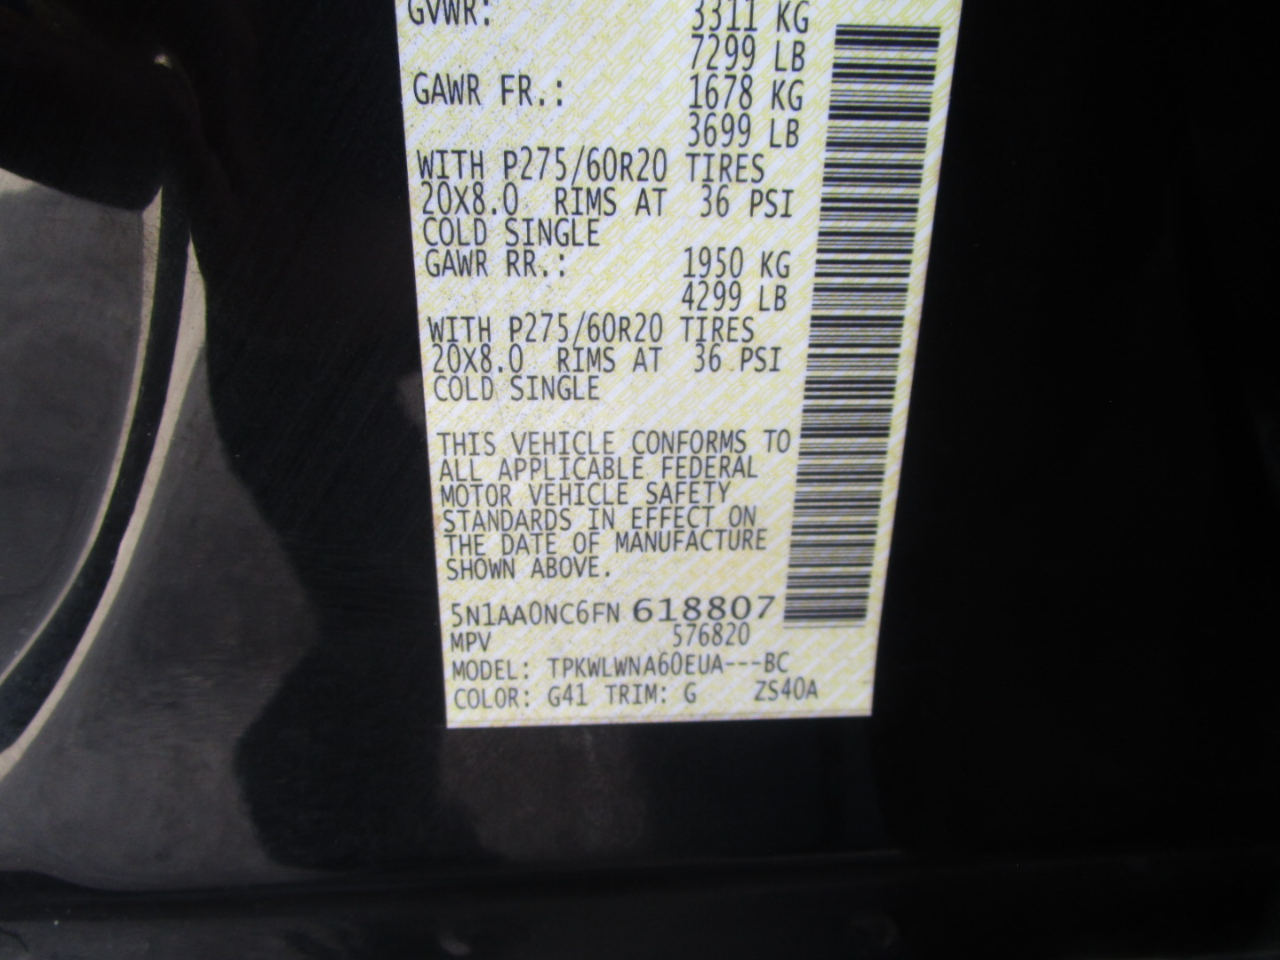 GVWR: 3311 KG
7299 LB
GAWR FR.: 1678 KG
3699 LB
WITH P275/60R20 TIRES
20X8.0 RIMS AT 36 PSI
COLD SINGLE
GAWR RR.: 1950 KG
4299 LB
WITH P275/60R20 TIRES
20X8.0 RIMS AT 36 PSI
COLD SINGLE
THIS VEHICLE CONFORMS TO
ALL APPLICABLE FEDERAL
MOTOR VEHICLE SAFETY
STANDARDS IN EFFECT ON
THE DATE OF MANUFACTURE
SHOWN ABOVE.
5N1AA0NC6FN 618807
MPV 576820
MODEL: TPKWLWNA60EUA---BC
COLOR: G41 TRIM: G ZS40A